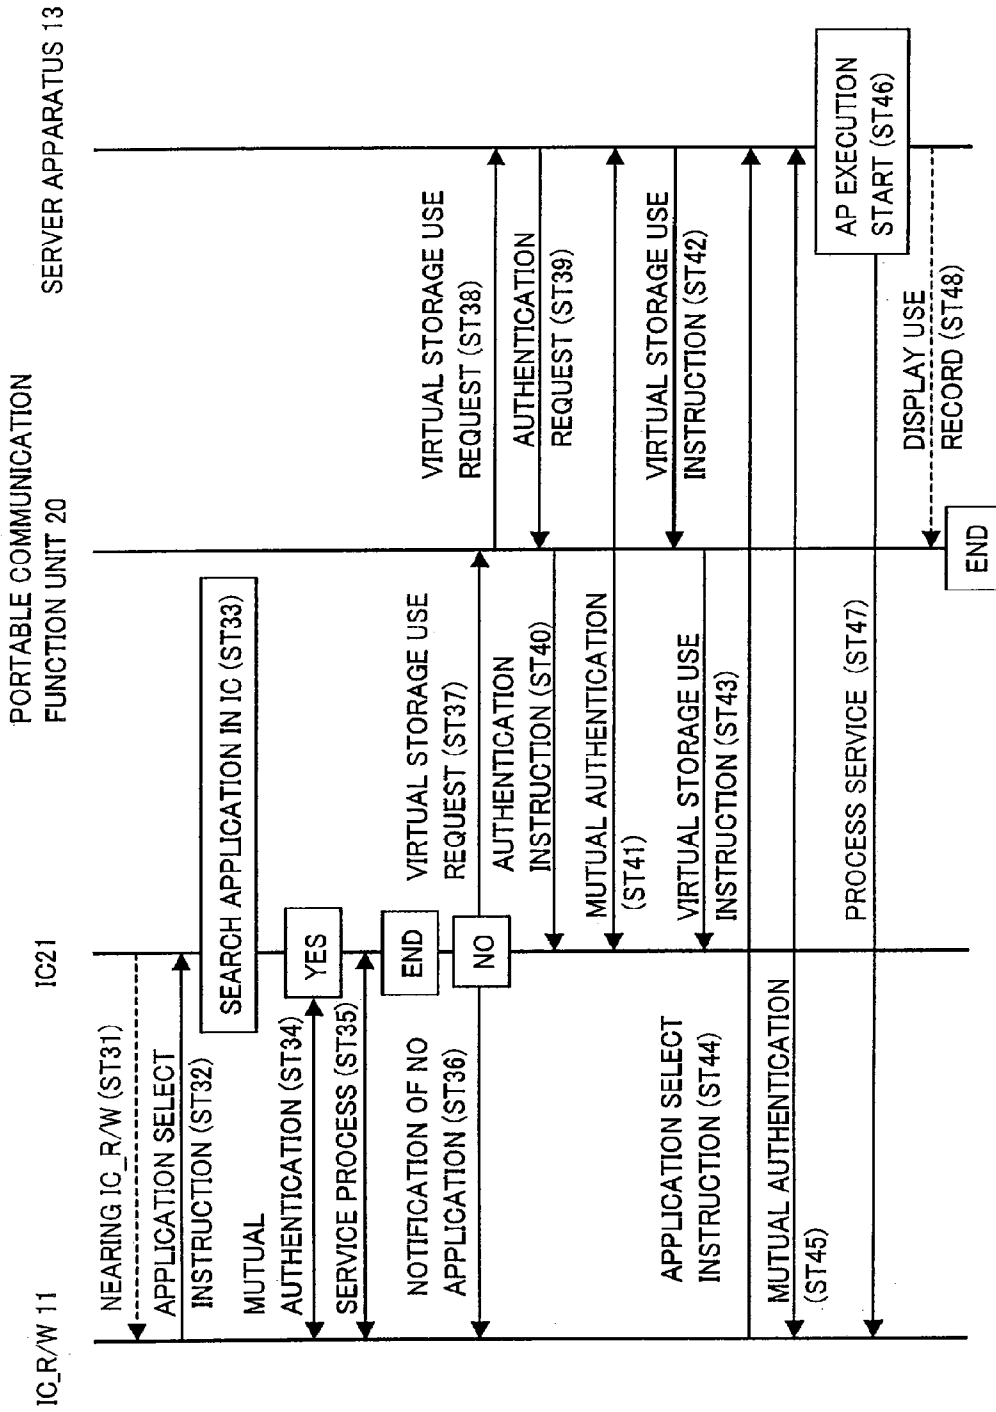 IC_R/W 11
IC21
PORTABLE COMMUNICATION
FUNCTION UNIT 20
SERVER APPARATUS 13
NEARING IC_R/W (ST31)
APPLICATION SELECT
INSTRUCTION (ST32)
SEARCH APPLICATION IN IC (ST33)
MUTUAL
AUTHENTICATION (ST34)
YES
SERVICE PROCESS (ST35)
END
NOTIFICATION OF NO
APPLICATION (ST36)
NO
VIRTUAL STORAGE USE
REQUEST (ST37)
VIRTUAL STORAGE USE
REQUEST (ST38)
AUTHENTICATION
REQUEST (ST39)
AUTHENTICATION
INSTRUCTION (ST40)
MUTUAL AUTHENTICATION
(ST41)
VIRTUAL STORAGE USE
INSTRUCTION (ST42)
VIRTUAL STORAGE USE
INSTRUCTION (ST43)
APPLICATION SELECT
INSTRUCTION (ST44)
MUTUAL AUTHENTICATION
(ST45)
AP EXECUTION
START (ST46)
PROCESS SERVICE (ST47)
DISPLAY USE
RECORD (ST48)
END